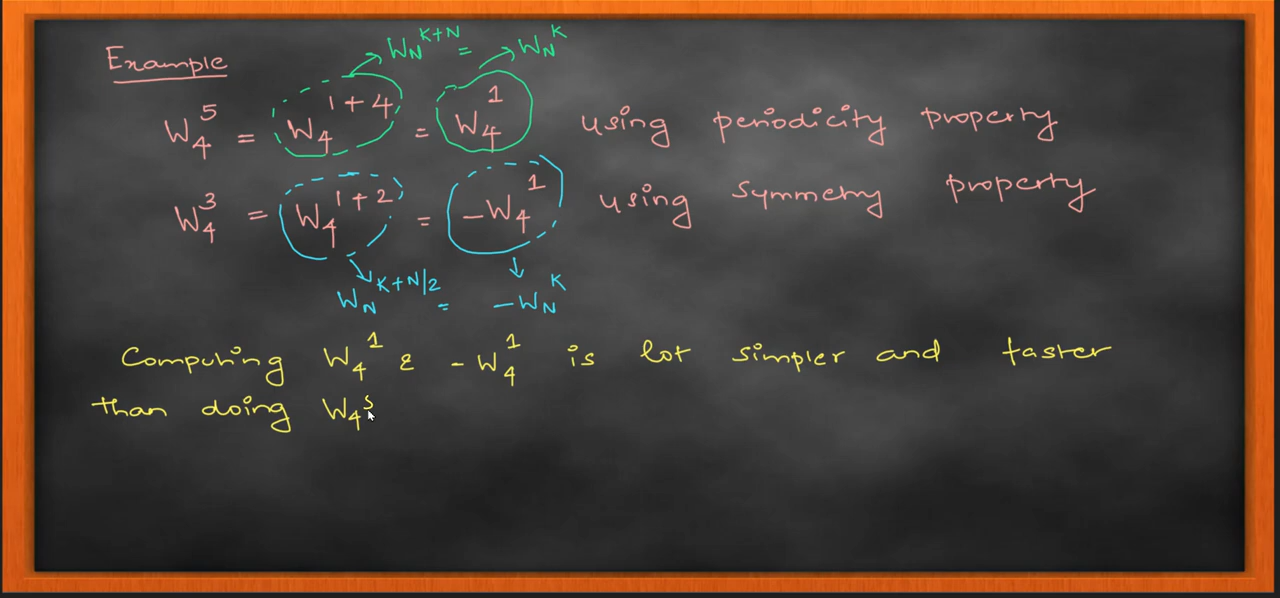 Example
W_N^{K+N} = W_N^K
W_4^5 = W_4^{1+4} = W_4^1 using periodicity property
W_4^3 = W_4^{1+2} = -W_4^1 using symmetry property
W_N^{K+N/2} = -W_N^K
Computing W_4^1 & -W_4^1 is lot simpler and faster
than doing W_4^5